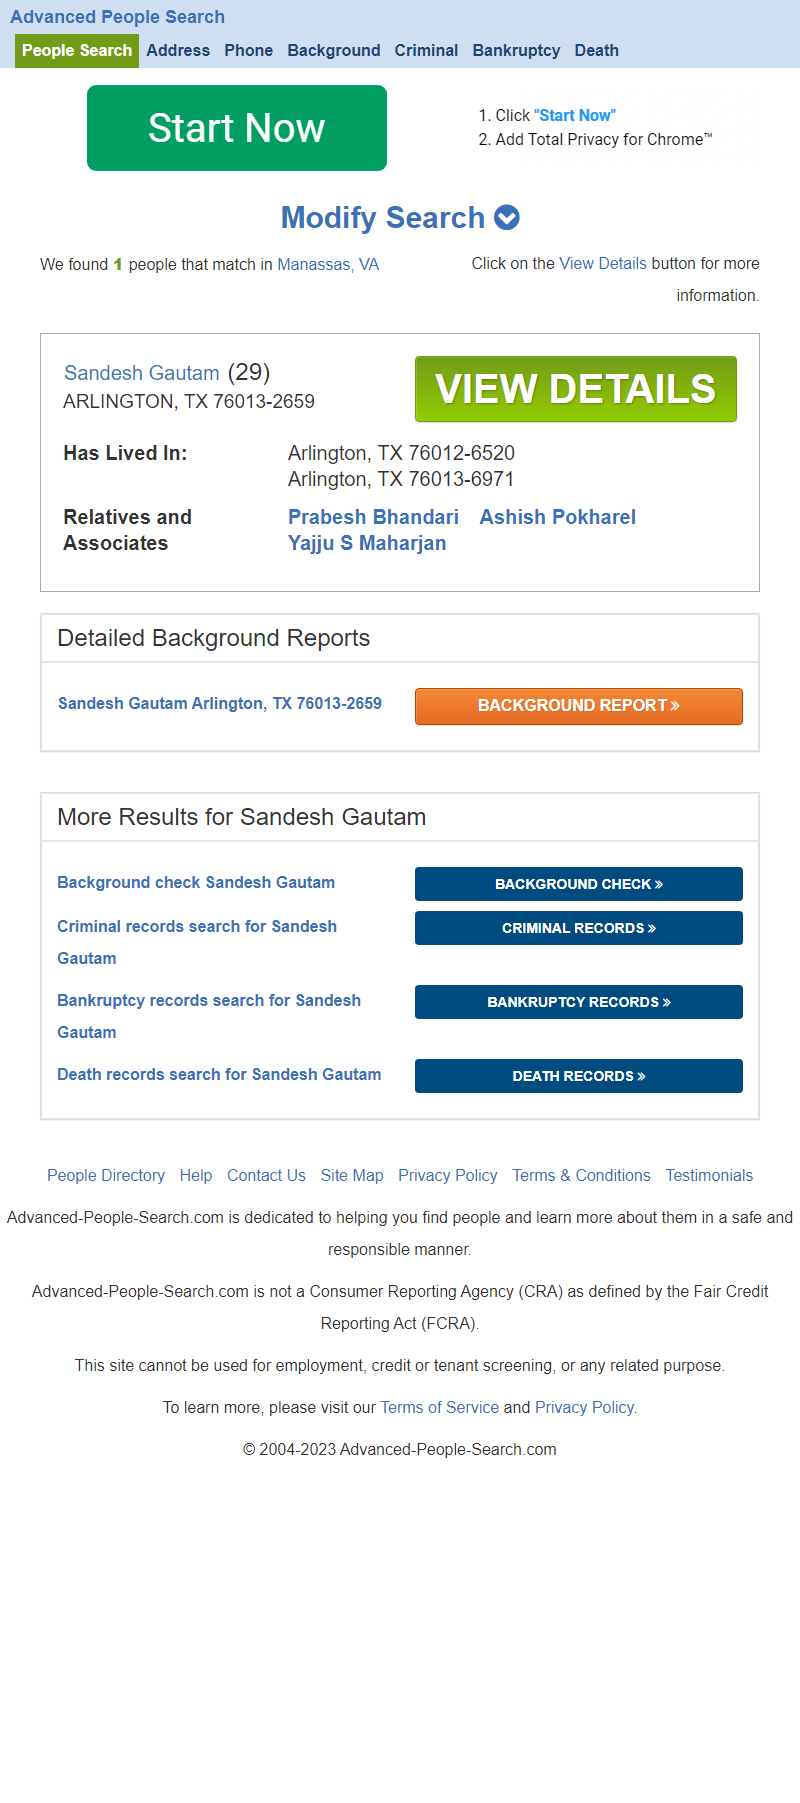 Advanced People Search
People Search Address Phone Background Criminal Bankruptcy Death
Start Now
1. Click "Start Now"
2. Add Total Privacy for Chrome™
Modify Search
We found 1 people that match in Manassas, VA
Click on the View Details button for more
information.
Sandesh Gautam (29)
ARLINGTON, TX 76013-2659
VIEW DETAILS
Has Lived In:
Arlington, TX 76012-6520
Arlington, TX 76013-6971
Relatives and
Associates
Prabesh Bhandari Ashish Pokharel
Yajju S Maharjan
Detailed Background Reports
Sandesh Gautam Arlington, TX 76013-2659
BACKGROUND REPORT »
More Results for Sandesh Gautam
Background check Sandesh Gautam
BACKGROUND CHECK »
Criminal records search for Sandesh
Gautam
CRIMINAL RECORDS »
Bankruptcy records search for Sandesh
Gautam
BANKRUPTCY RECORDS »
Death records search for Sandesh Gautam
DEATH RECORDS »
People Directory Help Contact Us Site Map Privacy Policy Terms & Conditions Testimonials
Advanced-People-Search.com is dedicated to helping you find people and learn more about them in a safe and
responsible manner.
Advanced-People-Search.com is not a Consumer Reporting Agency (CRA) as defined by the Fair Credit
Reporting Act (FCRA).
This site cannot be used for employment, credit or tenant screening, or any related purpose.
To learn more, please visit our Terms of Service and Privacy Policy.
© 2004-2023 Advanced-People-Search.com